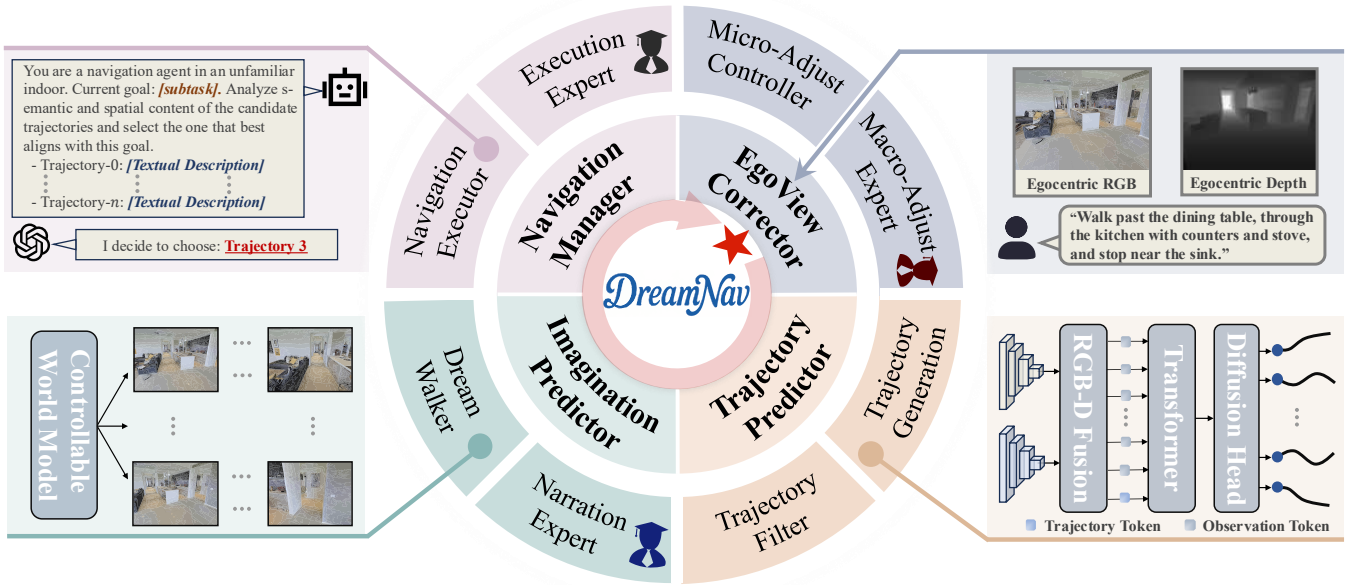 You are a navigation agent in an unfamiliar
indoor. Current goal: [subtask]. Analyze s-
emantic and spatial content of the candidate
trajectories and select the one that best
aligns with this goal.
- Trajectory-0: [Textual Description]
- Trajectory-n: [Textual Description]
I decide to choose: Trajectory 3
Controllable
World Model
Execution
Expert
Navigation
Executor
Navigation
Manager
Micro-Adjust
Controller
Macro-Adjust
Expert
EgoView
Corrector
DreamNav
Imagination
Predictor
Dream
Walker
Narration
Expert
Trajectory
Predictor
Trajectory
Generation
Trajectory
Filter
Egocentric RGB
Egocentric Depth
“Walk past the dining table, through
the kitchen with counters and stove,
and stop near the sink.”
RGB-D Fusion
Transformer
Diffusion Head
Trajectory Token
Observation Token